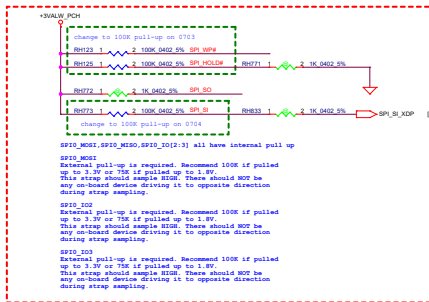 +3VALW_PCH
change to 100K pull-up on 0703
RH123 1 2 100K_0402_5% SPI_WP#
RH125 1 2 100K_0402_5% SPI_HOLD# RH771 1 2 1K_0402_5%
RH772 1 2 1K_0402_5% SPI_SO
RH773 1 2 100K_0402_5% SPI_SI RH633 1 2 1K_0402_5% SPI_SI_XDP
change to 100K pull-up on 0704
SPI0_MOSI,SPI0_MISO,SPI0_IO[2:3] all have internal pull up
SPI0_MOSI
External pull-up is required. Recommend 100K if pulled
up to 3.3V or 75K if pulled up to 1.8V.
This strap should sample HIGH. There should NOT be
any on-board device driving it to opposite direction
during strap sampling.
SPI0_IO2
External pull-up is required. Recommend 100K if pulled
up to 3.3V or 75K if pulled up to 1.8V.
This strap should sample HIGH. There should NOT be
any on-board device driving it to opposite direction
during strap sampling.
SPI0_IO3
External pull-up is required. Recommend 100K if pulled
up to 3.3V or 75K if pulled up to 1.8V.
This strap should sample HIGH. There should NOT be
any on-board device driving it to opposite direction
during strap sampling.